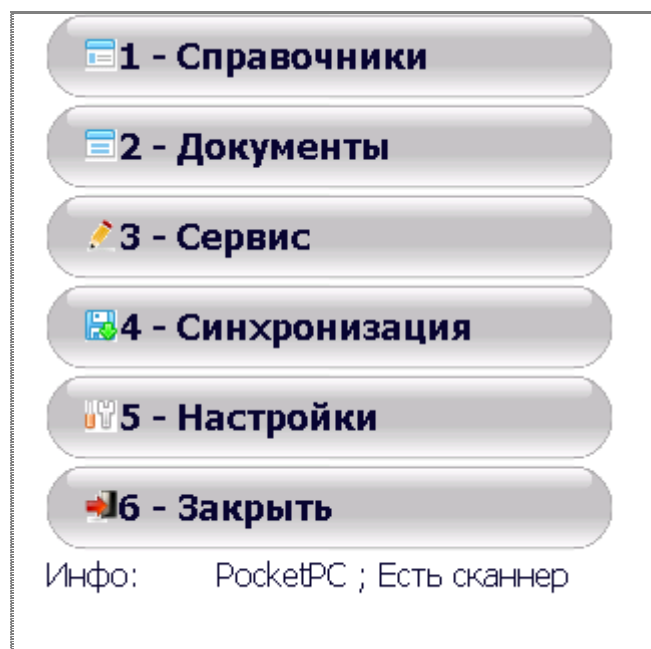 1 - Справочники
2 - Документы
3 - Сервис
4 - Синхронизация
5 - Настройки
6 - Закрыть
Инфо: PocketPC ; Есть сканнер